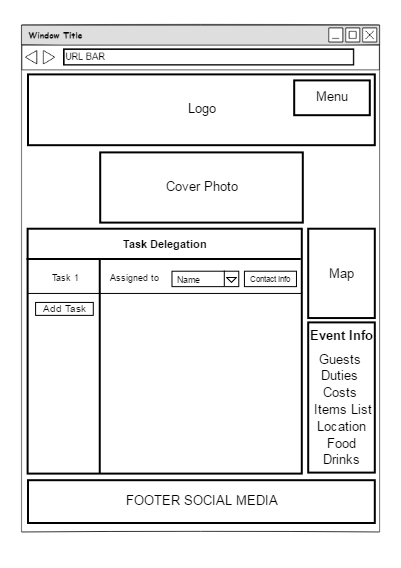 Window Title
URL BAR
Logo
Menu
Cover Photo
Task Delegation
Task 1
Assigned to
Name
Contact Info
Add Task
Map
Event Info
Guests
Duties
Costs
Items List
Location
Food
Drinks
FOOTER SOCIAL MEDIA